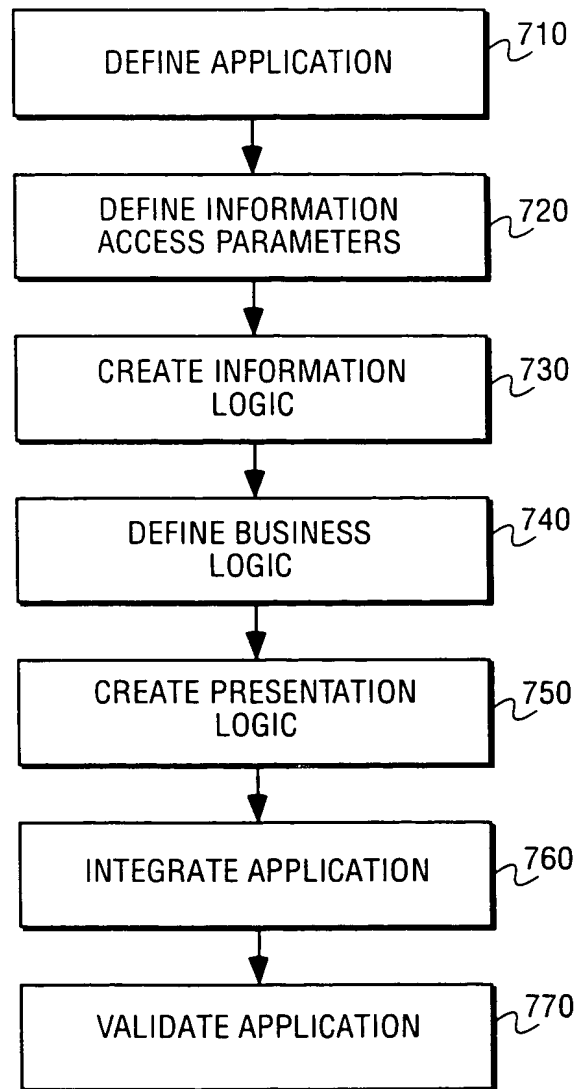 DEFINE APPLICATION
710
DEFINE INFORMATION
ACCESS PARAMETERS
720
CREATE INFORMATION
LOGIC
730
DEFINE BUSINESS
LOGIC
740
CREATE PRESENTATION
LOGIC
750
INTEGRATE APPLICATION
760
VALIDATE APPLICATION
770